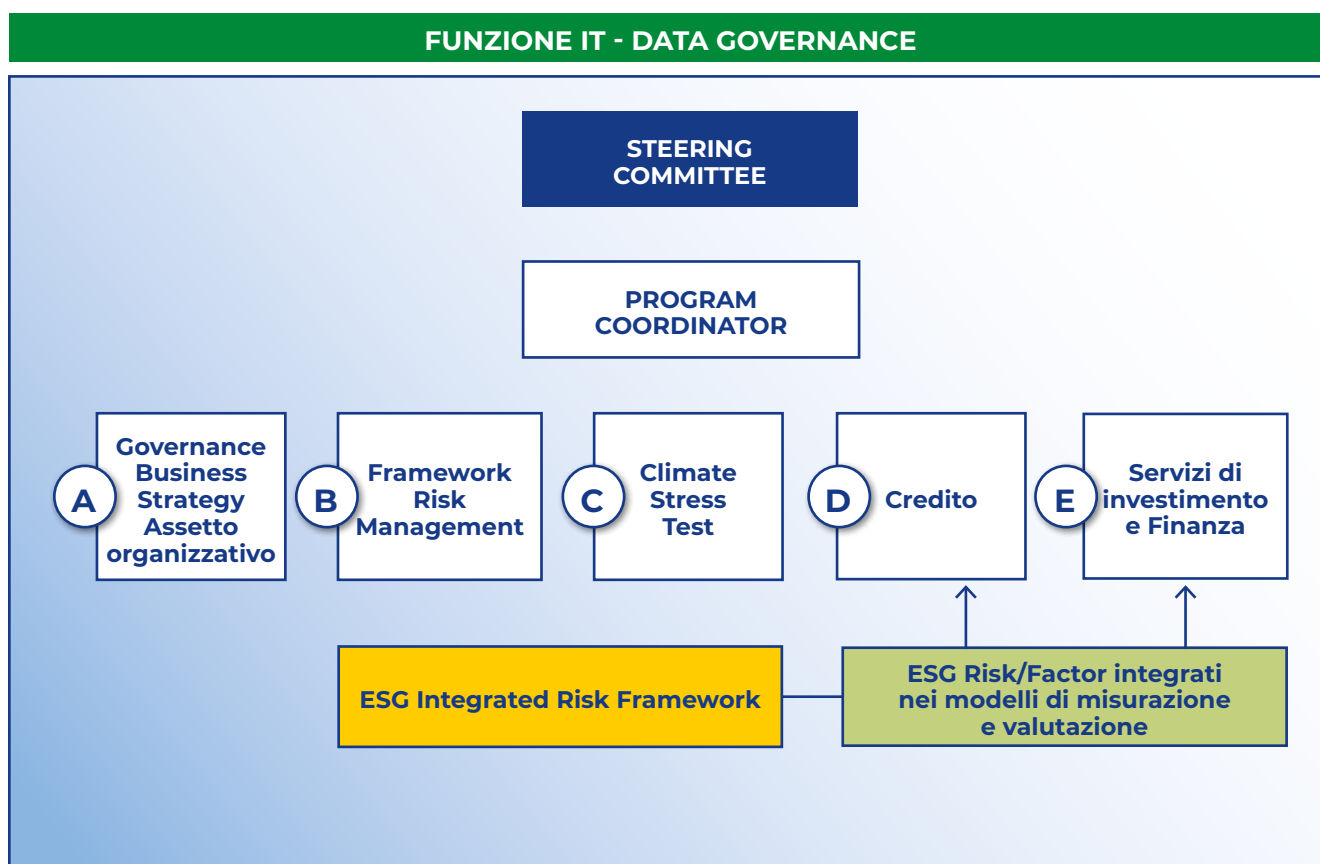 FUNZIONE IT - DATA GOVERNANCE
STEERING
COMMITTEE
PROGRAM
COORDINATOR
A
Governance
Business
Strategy
Assetto
organizzativo
B
Framework
Risk
Management
C
Climate
Stress
Test
D
Credito
E
Servizi di
investimento
e Finanza
ESG Integrated Risk Framework
ESG Risk/Factor integrati
nei modelli di misurazione
e valutazione